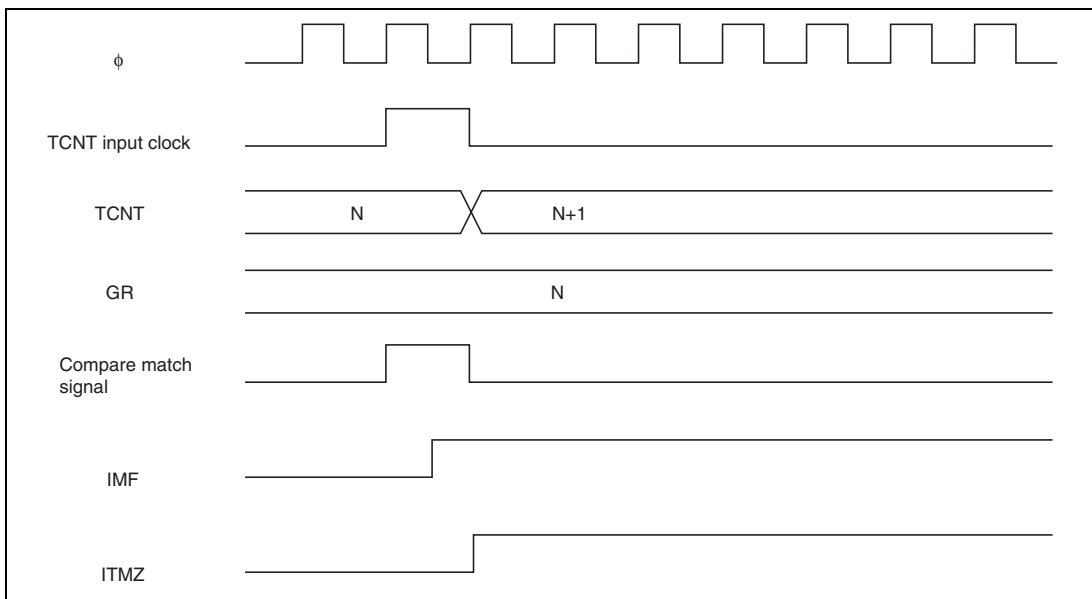 ϕ
TCNT input clock
TCNT
N
N+1
GR
N
Compare match
signal
IMF
ITMZ